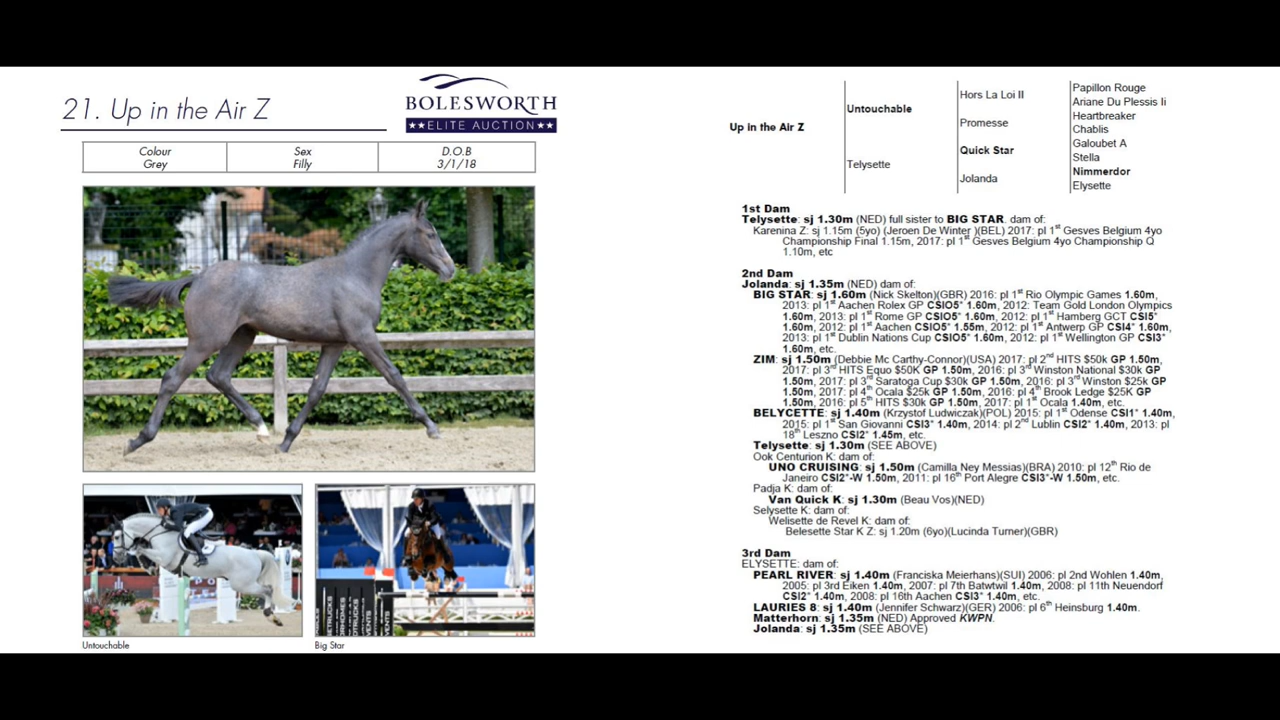 21. Up in the Air Z
BOLESWORTH
★★ELITE AUCTION★★
Colour
Grey
Sex
Filly
D.O.B
3/1/18
Untouchable
Big Star
Up in the Air Z
Untouchable
Telysette
Hors La Loi II
Promesse
Quick Star
Jolanda
Papillon Rouge
Ariane Du Plessis Ii
Heartbreaker
Chablis
Galoubet A
Stella
Nimmerdor
Elysette
1st Dam
Telysette: sj 1.30m (NED) full sister to BIG STAR. dam of:
Karenina Z: sj 1.15m (5yo) (Jeroen De Winter )(BEL) 2017: pl 1st Gesves Belgium 4yo
Championship Final 1.15m, 2017: pl 1st Gesves Belgium 4yo Championship Q
1.10m, etc
2nd Dam
Jolanda: sj 1.35m (NED) dam of:
BIG STAR: sj 1.60m (Nick Skelton)(GBR) 2016: pl 1st Rio Olympic Games 1.60m,
2013: pl 1st Aachen Rolex GP CSIO5* 1.60m, 2012: Team Gold London Olympics
1.60m, 2013: pl 1st Rome GP CSIO5* 1.60m, 2012: pl 1st Hamberg GCT CSI5*
1.60m, 2012: pl 1st Aachen CSIO5* 1.55m, 2012: pl 1st Antwerp GP CSI4* 1.60m,
2013: pl 1st Dublin Nations Cup CSIO5* 1.60m, 2012: pl 1st Wellington GP CSI3*
1.60m, etc.
ZIM: sj 1.50m (Debbie Mc Carthy-Connor)(USA) 2017: pl 2nd HITS $50k GP 1.50m,
2017: pl 3rd HITS Equo $50K GP 1.50m, 2016: pl 3rd Winston National $30k GP
1.50m, 2017: pl 3rd Saratoga Cup $30k GP 1.50m, 2016: pl 3rd Winston $25k GP
1.50m, 2017: pl 4th Ocala $25k GP 1.50m, 2016: pl 4th Brook Ledge $25K GP
1.50m, 2016: pl 5th HITS $30k GP 1.50m, 2017: pl 1st Ocala 1.40m, etc.
BELYCETTE: sj 1.40m (Krzystof Ludwiczak)(POL) 2015: pl 1st Odense CSI1* 1.40m,
2015: pl 1st San Giovanni CSI3* 1.40m, 2014: pl 2nd Lublin CSI2* 1.40m, 2013: pl
18th Leszno CSI2* 1.45m, etc.
Telysette: sj 1.30m (SEE ABOVE)
Ook Centurion K: dam of:
UNO CRUISING: sj 1.50m (Camilla Ney Messias)(BRA) 2010: pl 12th Rio de
Janeiro CSI2*-W 1.50m, 2011: pl 16th Port Alegre CSI3*-W 1.50m, etc.
Padja K: dam of:
Van Quick K: sj 1.30m (Beau Vos)(NED)
Selysette K: dam of:
Welisette de Revel K: dam of:
Belesette Star K Z: sj 1.20m (6yo)(Lucinda Turner)(GBR)
3rd Dam
ELYSETTE: dam of:
PEARL RIVER: sj 1.40m (Franciska Meierhans)(SUI) 2006: pl 2nd Wohlen 1.40m,
2005: pl 3rd Eiken 1.40m, 2007: pl 7th Batwtwil 1.40m, 2008: pl 11th Neuendorf
CSI2* 1.40m, 2008: pl 16th Aachen CSI3* 1.40m, etc.
LAURIES 8: sj 1.40m (Jennifer Schwarz)(GER) 2006: pl 6th Heinsburg 1.40m.
Matterhorn: sj 1.35m (NED) Approved KWPN.
Jolanda: sj 1.35m (SEE ABOVE)